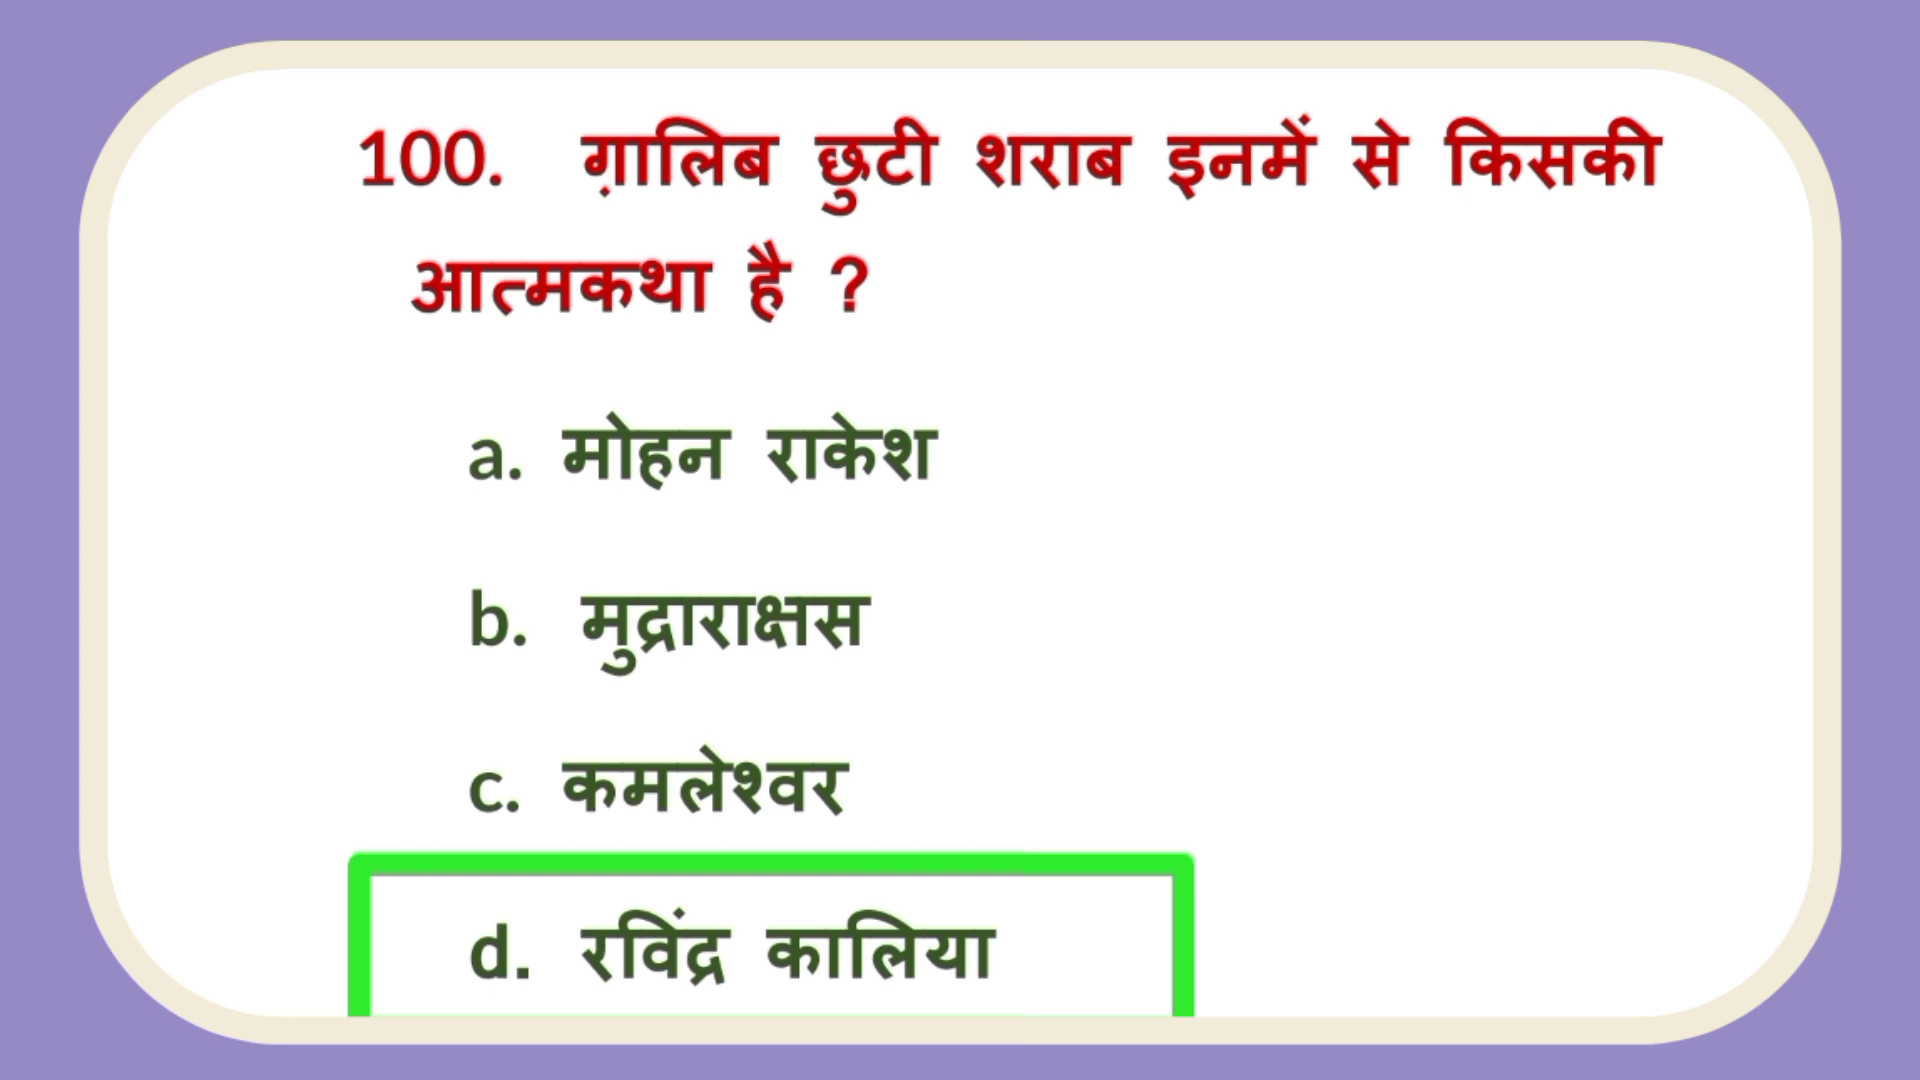 100. ग़ालिब छुटी शराब इनमें से किसकी
आत्मकथा है ?
a. मोहन राकेश
b. मुद्राराक्षस
c. कमलेश्वर
d. रविंद्र कालिया